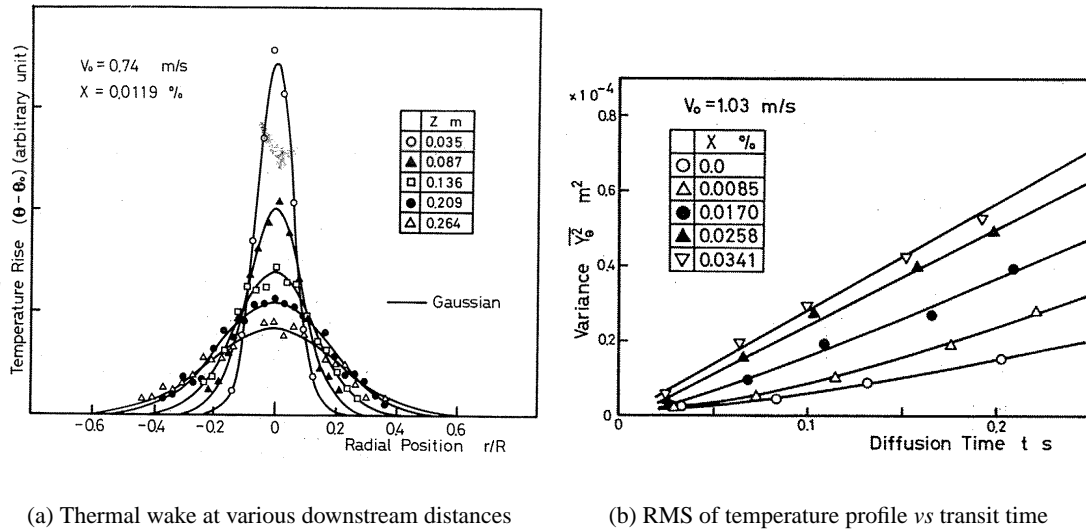 (a)
V₀=0.74 m/s
X = 0.0119 %
Z m
○ 0.035
▲ 0.087
□ 0.136
● 0.209
△ 0.264
— Gaussian
Temperature Rise (θ-θ₀) (arbitrary unit)
-0.6 -0.4 -0.2 0 0.2 0.4 0.6
Radial Position r/R
×10⁻⁴
V₀=1.03 m/s
X %
○ 0.0
△ 0.0085
● 0.0170
▲ 0.0258
▽ 0.0341
Variance Y_θ² m²
0.8
0.6
0.4
0.2
0
0 0.1 0.2
Diffusion Time t s
(a) Thermal wake at various downstream distances
(b) RMS of temperature profile vs transit time